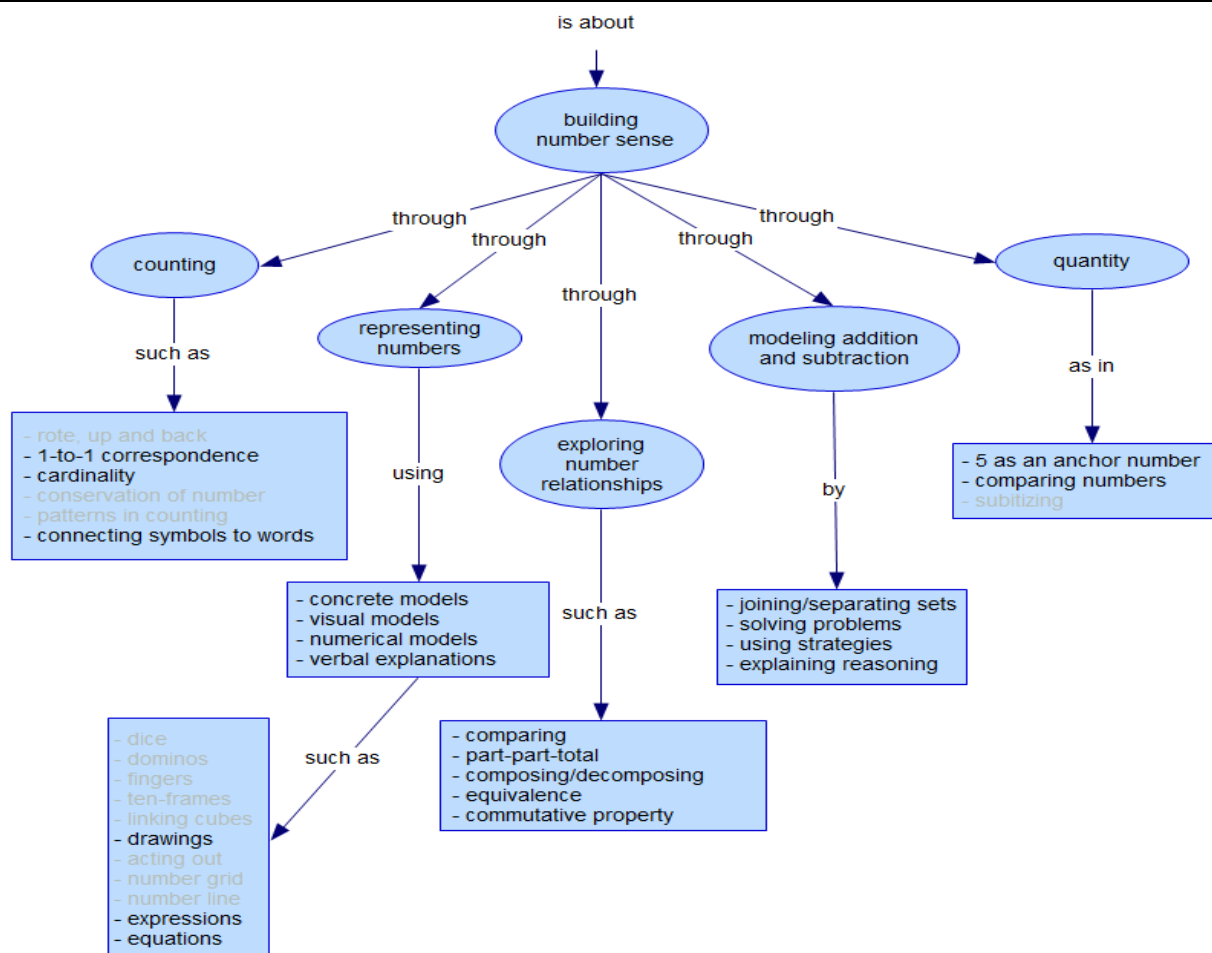 is about
building
number sense
through
through
through
through
through
counting
representing
numbers
exploring
number
relationships
modeling addition
and subtraction
quantity
such as
using
such as
by
as in
- rote, up and back
- 1-to-1 correspondence
- cardinality
- conservation of number
- patterns in counting
- connecting symbols to words
- concrete models
- visual models
- numerical models
- verbal explanations
such as
- dice
- dominos
- fingers
- ten-frames
- linking cubes
- drawings
- acting out
- number grid
- number line
- expressions
- equations
- comparing
- part-part-total
- composing/decomposing
- equivalence
- commutative property
- joining/separating sets
- solving problems
- using strategies
- explaining reasoning
- 5 as an anchor number
- comparing numbers
- subitizing